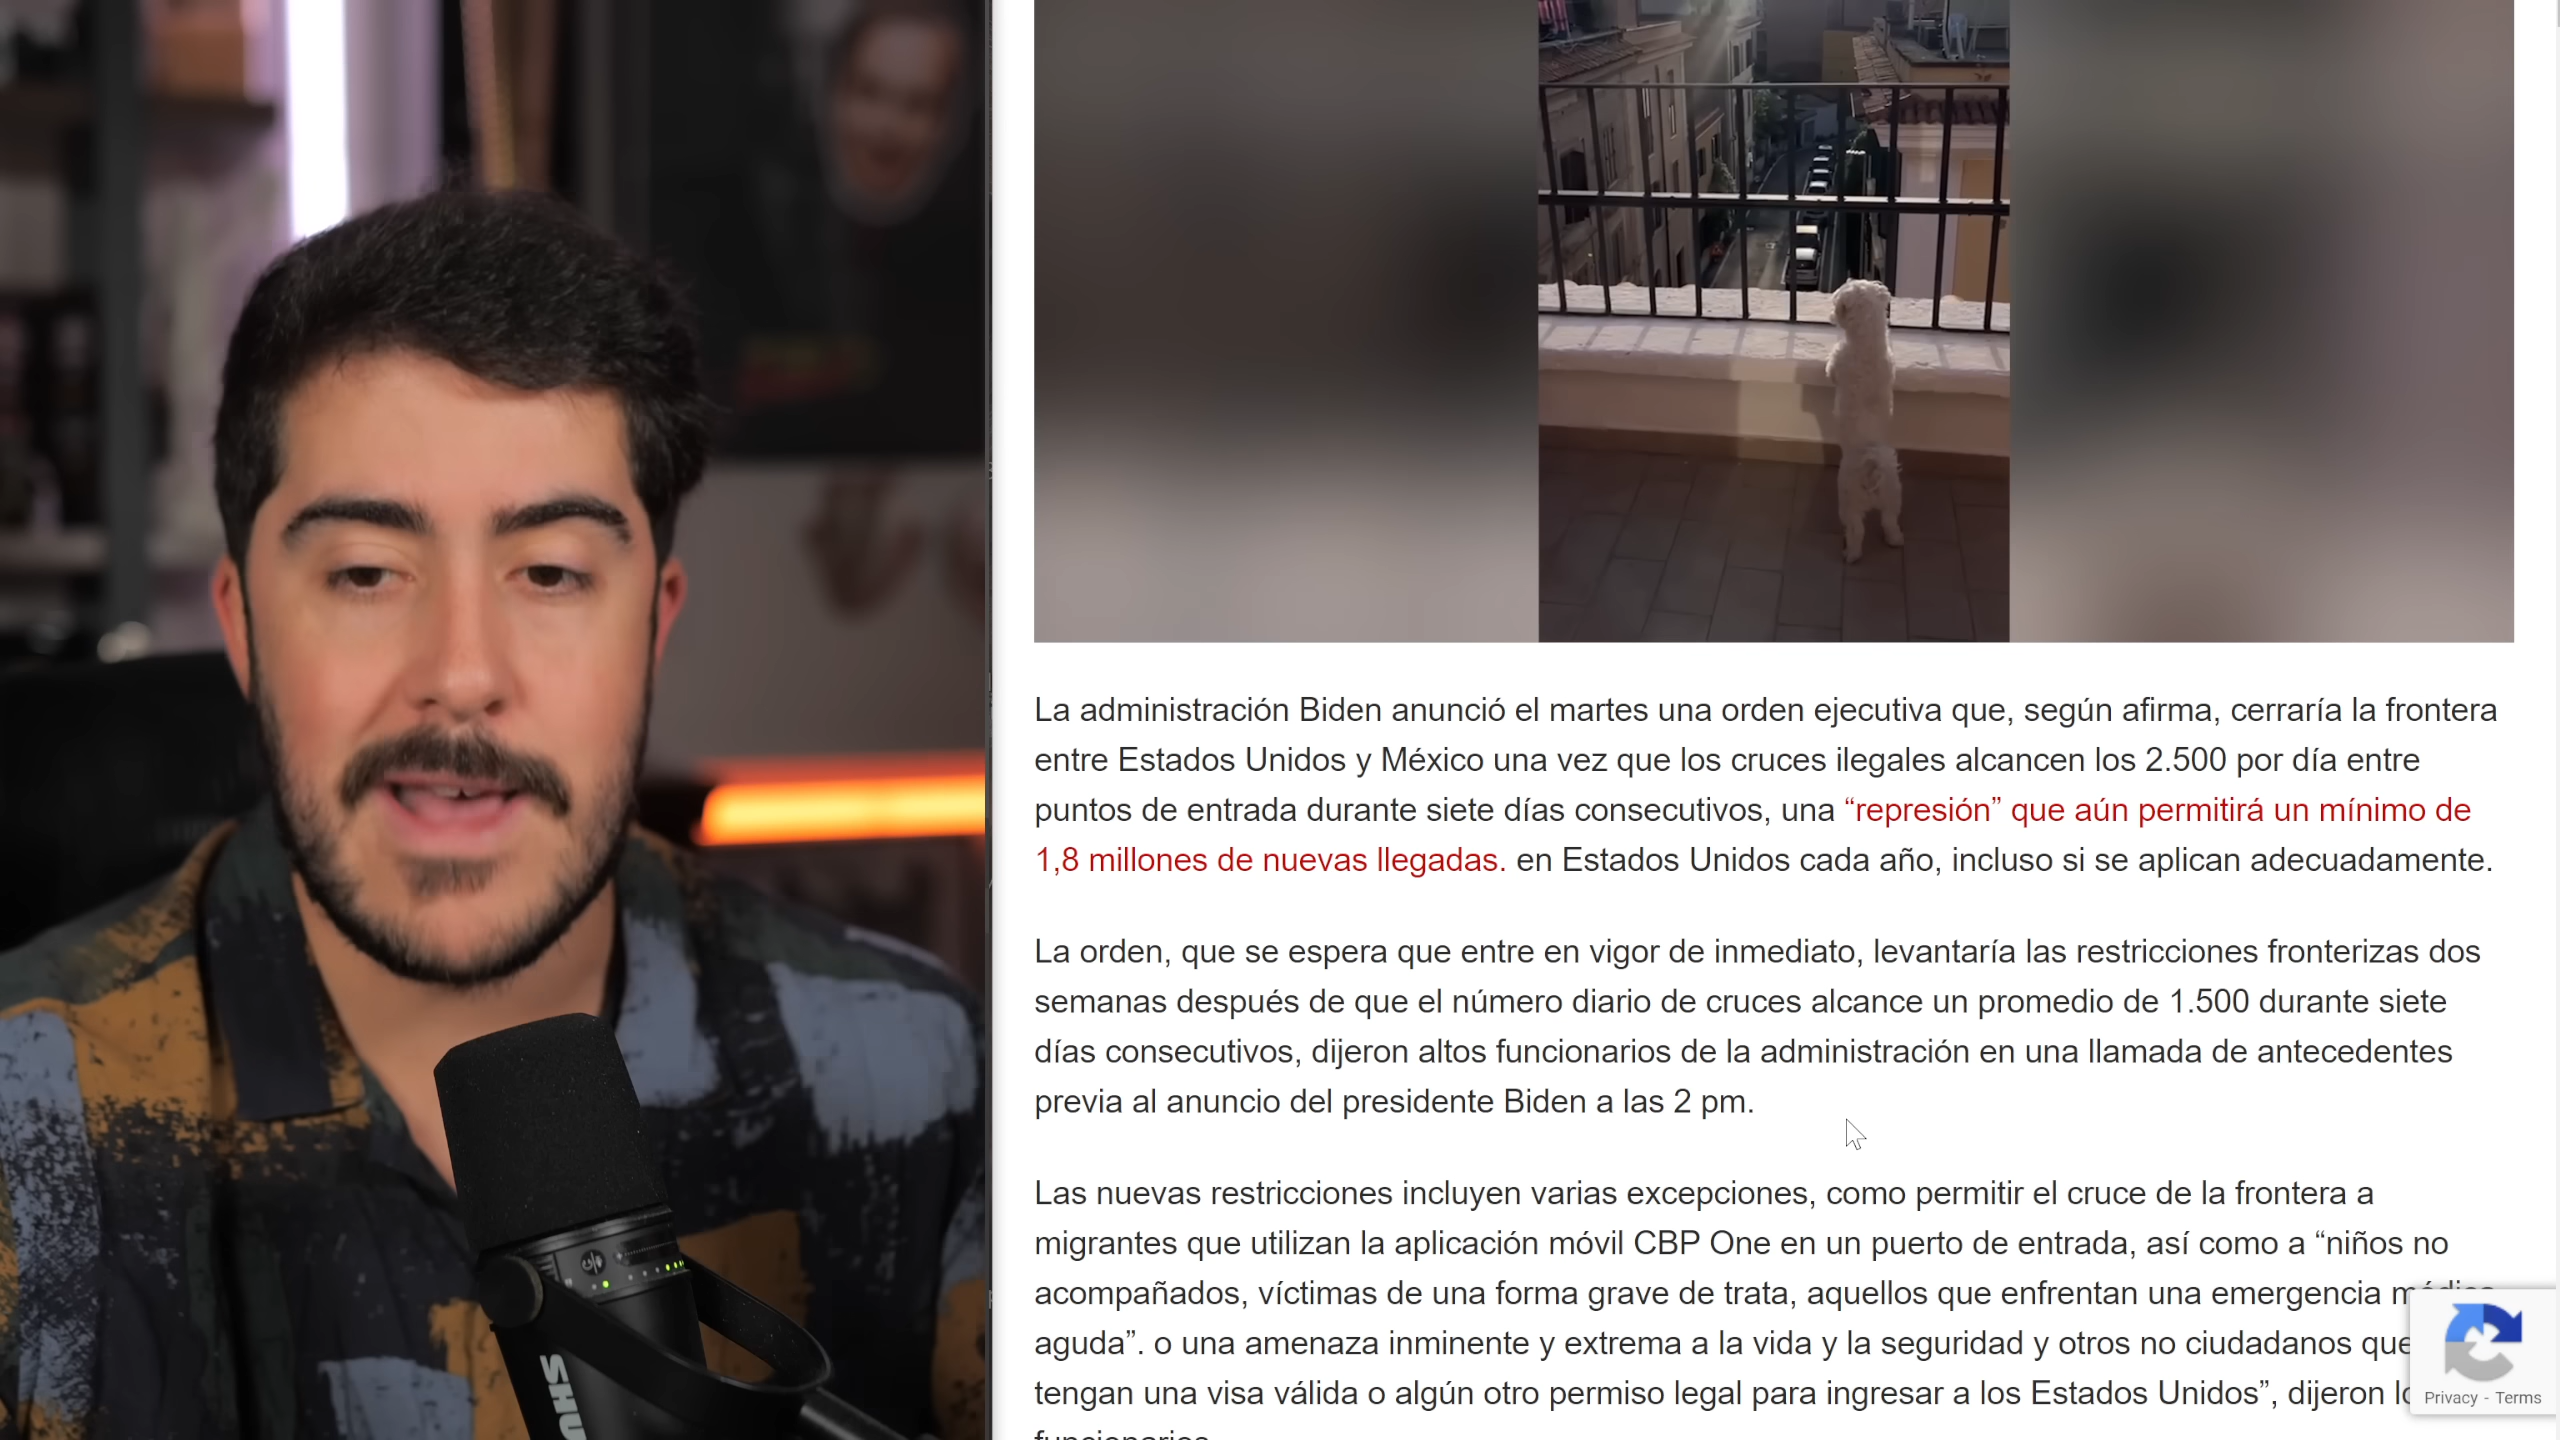 La administración Biden anunció el martes una orden ejecutiva que, según afirma, cerraría la frontera
entre Estados Unidos y México una vez que los cruces ilegales alcancen los 2.500 por día entre
puntos de entrada durante siete días consecutivos, una “represión” que aún permitirá un mínimo de
1,8 millones de nuevas llegadas. en Estados Unidos cada año, incluso si se aplican adecuadamente.
La orden, que se espera que entre en vigor de inmediato, levantaría las restricciones fronterizas dos
semanas después de que el número diario de cruces alcance un promedio de 1.500 durante siete
días consecutivos, dijeron altos funcionarios de la administración en una llamada de antecedentes
previa al anuncio del presidente Biden a las 2 pm.
Las nuevas restricciones incluyen varias excepciones, como permitir el cruce de la frontera a
migrantes que utilizan la aplicación móvil CBP One en un puerto de entrada, así como a “niños no
acompañados, víctimas de una forma grave de trata, aquellos que enfrentan una emergencia médica
aguda”. o una amenaza inminente y extrema a la vida y la seguridad y otros no ciudadanos que
tengan una visa válida o algún otro permiso legal para ingresar a los Estados Unidos”, dijeron
funcionarios
Privacy - Terms